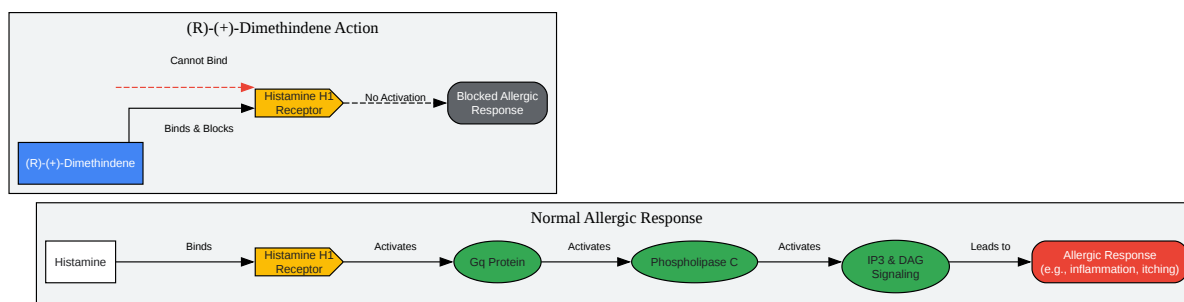 (R)-(+)-Dimethindene Action
Cannot Bind
Histamine H1
Receptor
No Activation
Blocked Allergic
Response
Binds & Blocks
(R)-(+)-Dimethindene
Normal Allergic Response
Histamine
Binds
Histamine H1
Receptor
Activates
Gq Protein
Activates
Phospholipase C
Activates
IP3 & DAG
Signaling
Leads to
Allergic Response
(e.g., inflammation, itching)